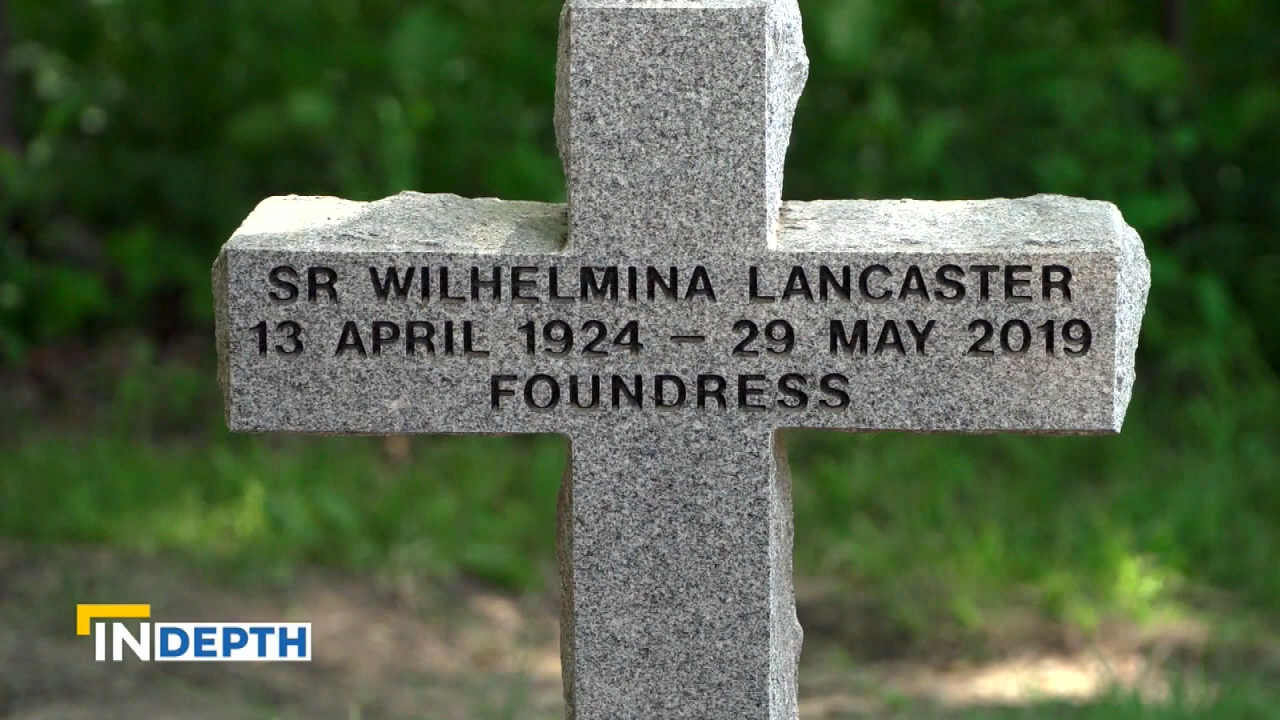 SR WILHELMINA LANCASTER
13 APRIL 1924 – 29 MAY 2019
FOUNDRESS
INDEPTH